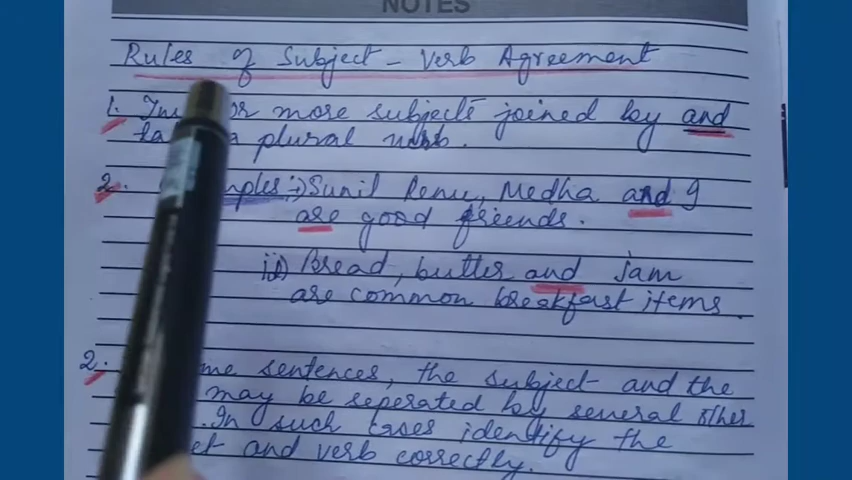 NOTES
Rules of Subject - Verb Agreement
1. or more subjects joined by and
a plural verb.
2. Sunil Renu, Medha and I
are good friends.
ii) Bread, butter and jam
are common breakfast items.
2. sentences, the subject and the
may be seperated by several other
. In such cases identify the
and verb correctly.